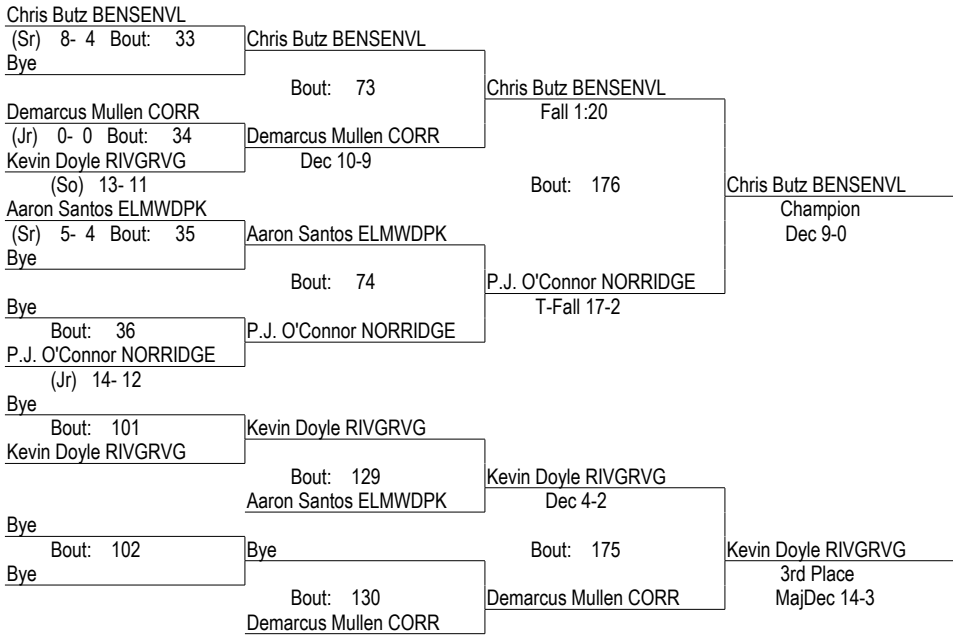 Chris Butz BENSENVL
(Sr) 8- 4 Bout: 33
Chris Butz BENSENVL
Bye
Bout: 73
Chris Butz BENSENVL
Demarcus Mullen CORR
Fall 1:20
(Jr) 0- 0 Bout: 34
Demarcus Mullen CORR
Kevin Doyle RIVGRVG
Dec 10-9
(So) 13- 11
Bout: 176
Chris Butz BENSENVL
Aaron Santos ELMWDPK
Champion
(Sr) 5- 4 Bout: 35
Aaron Santos ELMWDPK
Dec 9-0
Bye
Bout: 74
P.J. O'Connor NORRIDGE
Bye
T-Fall 17-2
Bout: 36
P.J. O'Connor NORRIDGE
P.J. O'Connor NORRIDGE
(Jr) 14- 12
Bye
Bout: 101
Kevin Doyle RIVGRVG
Kevin Doyle RIVGRVG
Bout: 129
Kevin Doyle RIVGRVG
Aaron Santos ELMWDPK
Dec 4-2
Bye
Bout: 102
Bye
Bout: 175
Kevin Doyle RIVGRVG
Bye
3rd Place
Bout: 130
Demarcus Mullen CORR
MajDec 14-3
Demarcus Mullen CORR